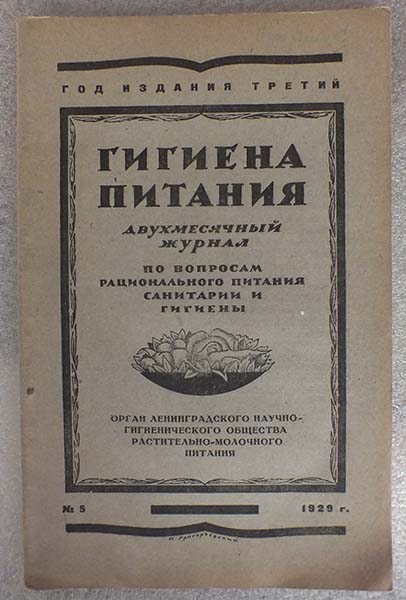 ГОД ИЗДАНИЯ ТРЕТИЙ
ГИГИЕНА
ПИТАНИЯ
ДВУХМЕСЯЧНЫЙ
ЖУРНАЛ
ПО ВОПРОСАМ
РАЦИОНАЛЬНОГО ПИТАНИЯ
САНИТАРИИ И
ГИГИЕНЫ
ОРГАН ЛЕНИНГРАДСКОГО НАУЧНО-
ГИГИЕНИЧЕСКОГО ОБЩЕСТВА
РАСТИТЕЛЬНО-МОЛОЧНОГО
ПИТАНИЯ
№ 5 1929 г.